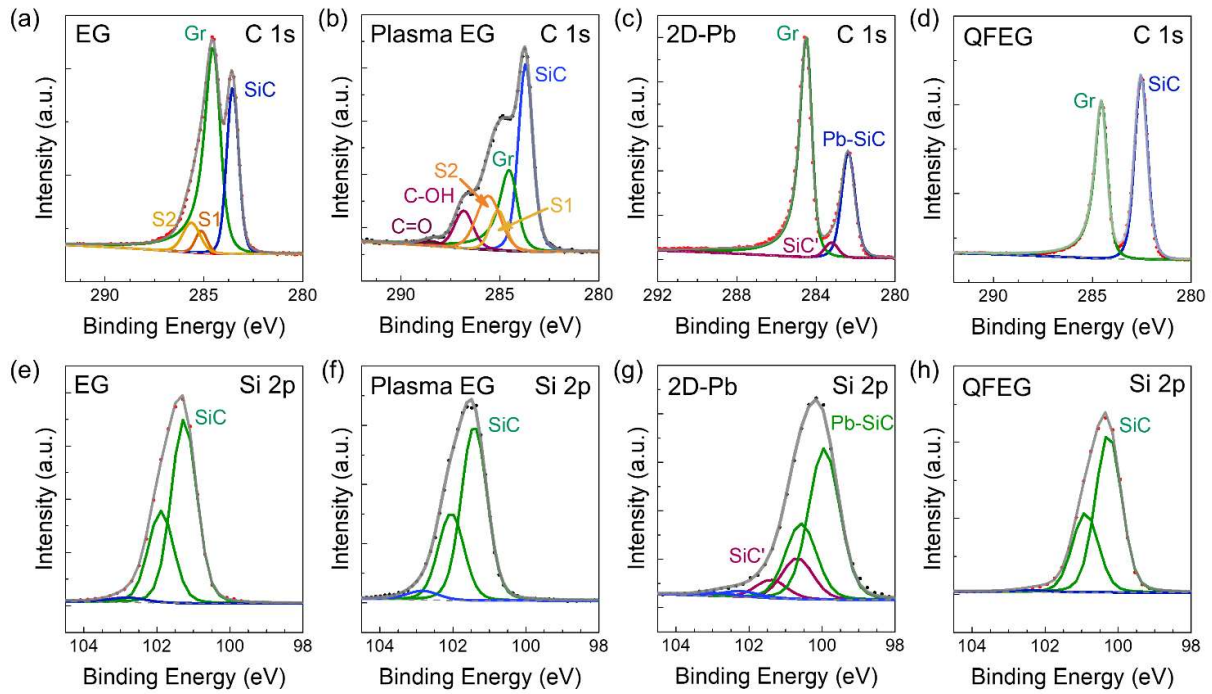 (a) EG C 1s
Gr
SiC
S2 S1
Intensity (a.u.)
290 285 280
Binding Energy (eV)
(b) Plasma EG C 1s
SiC
S2 Gr
C-OH S1
C=O
Intensity (a.u.)
290 288 286 284 282 280
Binding Energy (eV)
(c) 2D-Pb C 1s
Gr
Pb-SiC
SiC'
Intensity (a.u.)
292 288 284 280
Binding Energy (eV)
(d) QFEG C 1s
SiC
Gr
Intensity (a.u.)
290 285 280
Binding Energy (eV)
(e) EG Si 2p
SiC
Intensity (a.u.)
104 102 100 98
Binding Energy (eV)
(f) Plasma EG Si 2p
SiC
Intensity (a.u.)
104 102 100 98
Binding Energy (eV)
(g) 2D-Pb Si 2p
Pb-SiC
SiC'
Intensity (a.u.)
104 102 100 98
Binding Energy (eV)
(h) QFEG Si 2p
SiC
Intensity (a.u.)
104 102 100 98
Binding Energy (eV)